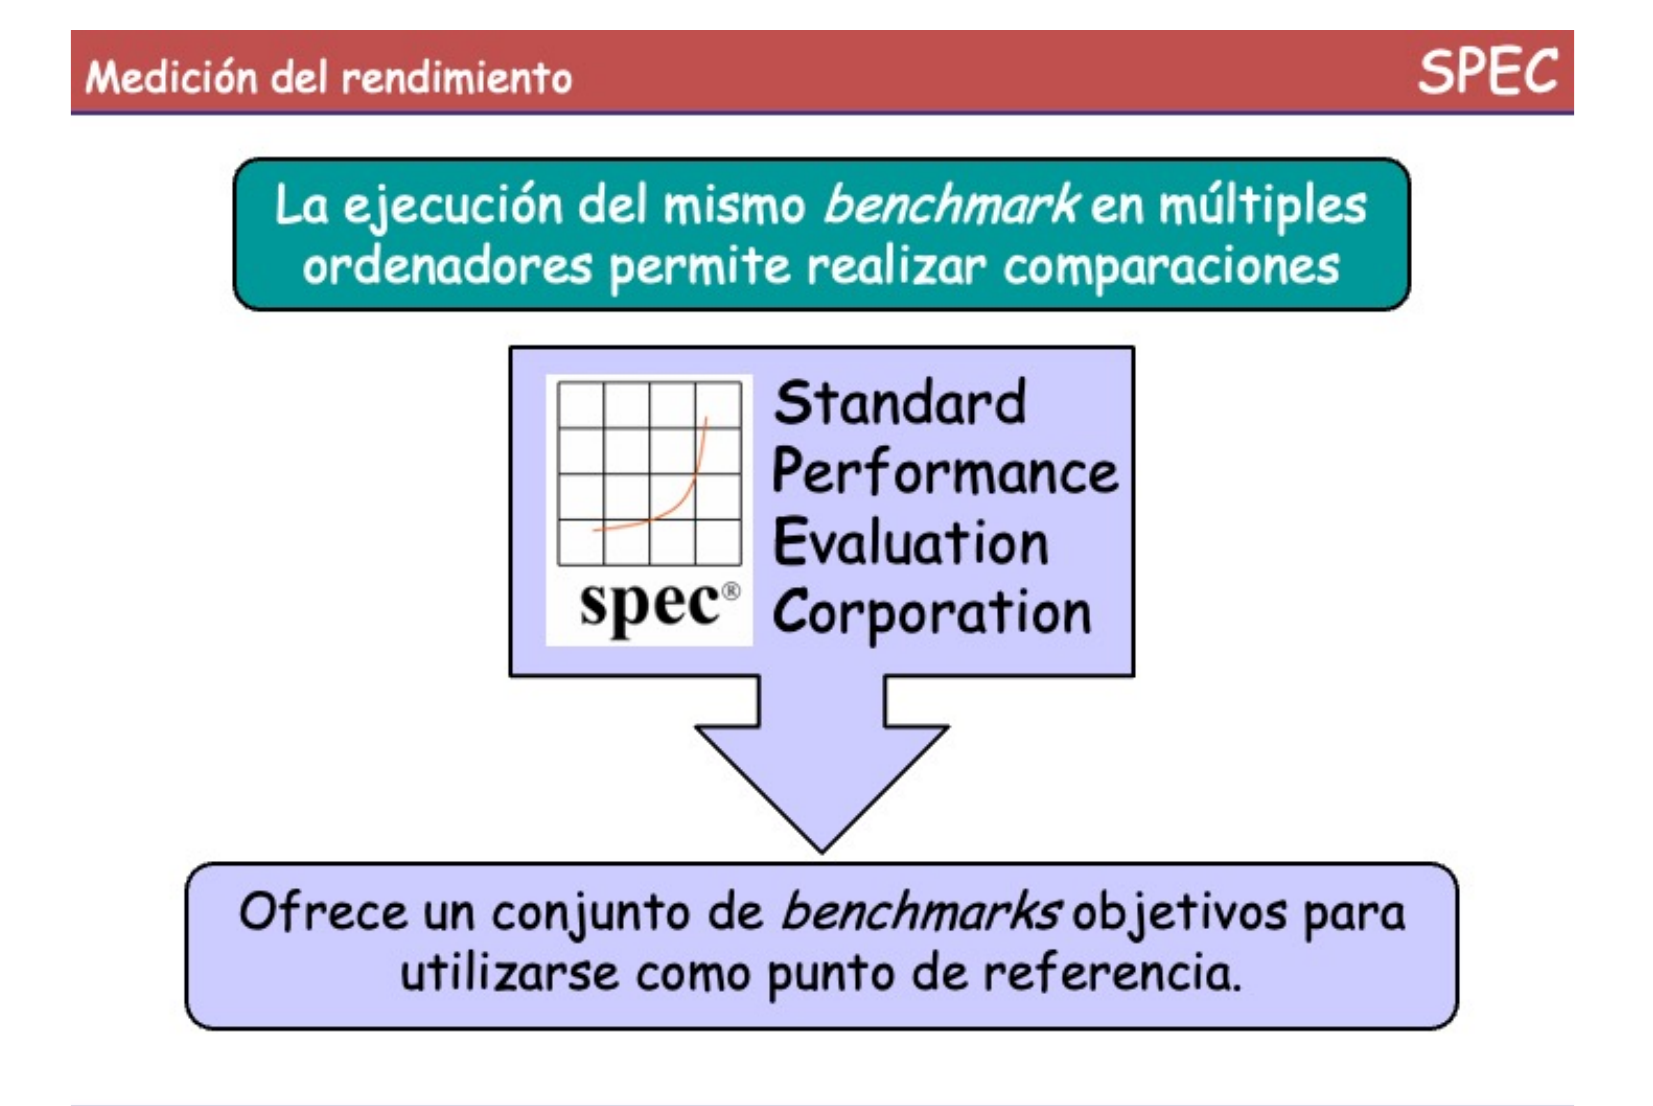 Medición del rendimiento
SPEC
La ejecución del mismo benchmark en múltiples
ordenadores permite realizar comparaciones
Standard
Performance
Evaluation
Corporation
spec®
Ofrece un conjunto de benchmarks objetivos para
utilizarse como punto de referencia.